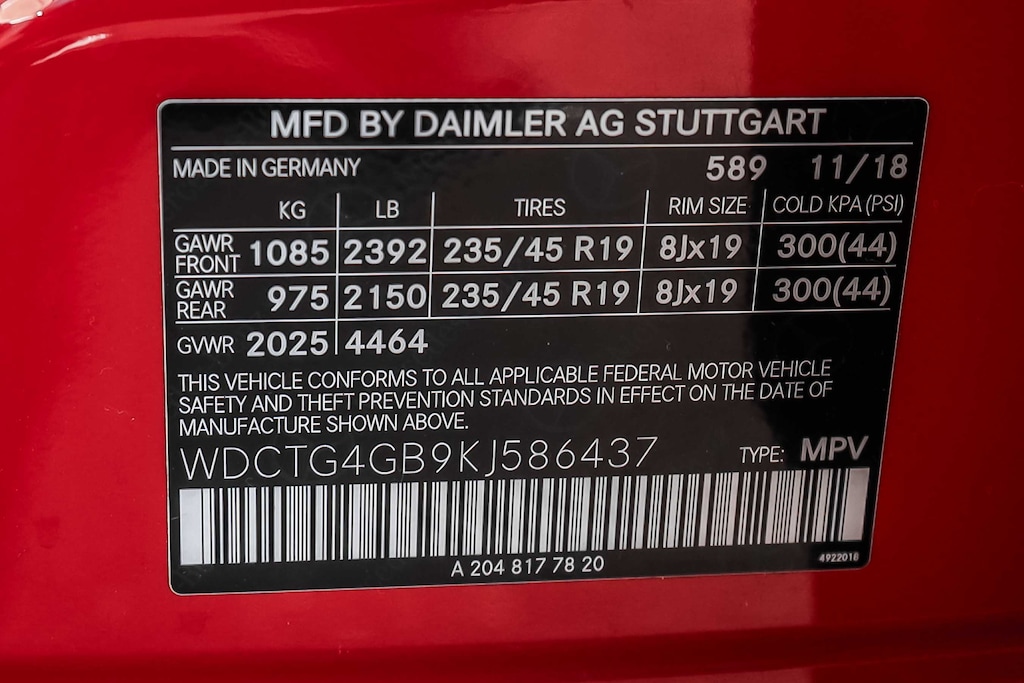 MFD BY DAIMLER AG STUTTGART
MADE IN GERMANY 589 11/18
KG LB TIRES RIM SIZE COLD KPA (PSI)
GAWR FRONT 1085 2392 235/45 R19 8Jx19 300(44)
GAWR REAR 975 2150 235/45 R19 8Jx19 300(44)
GVWR 2025 4464
THIS VEHICLE CONFORMS TO ALL APPLICABLE FEDERAL MOTOR VEHICLE
SAFETY AND THEFT PREVENTION STANDARDS IN EFFECT ON THE DATE OF
MANUFACTURE SHOWN ABOVE.
WDCTG4GB9KJ586437 TYPE: MPV
A 204 817 78 20 4922018